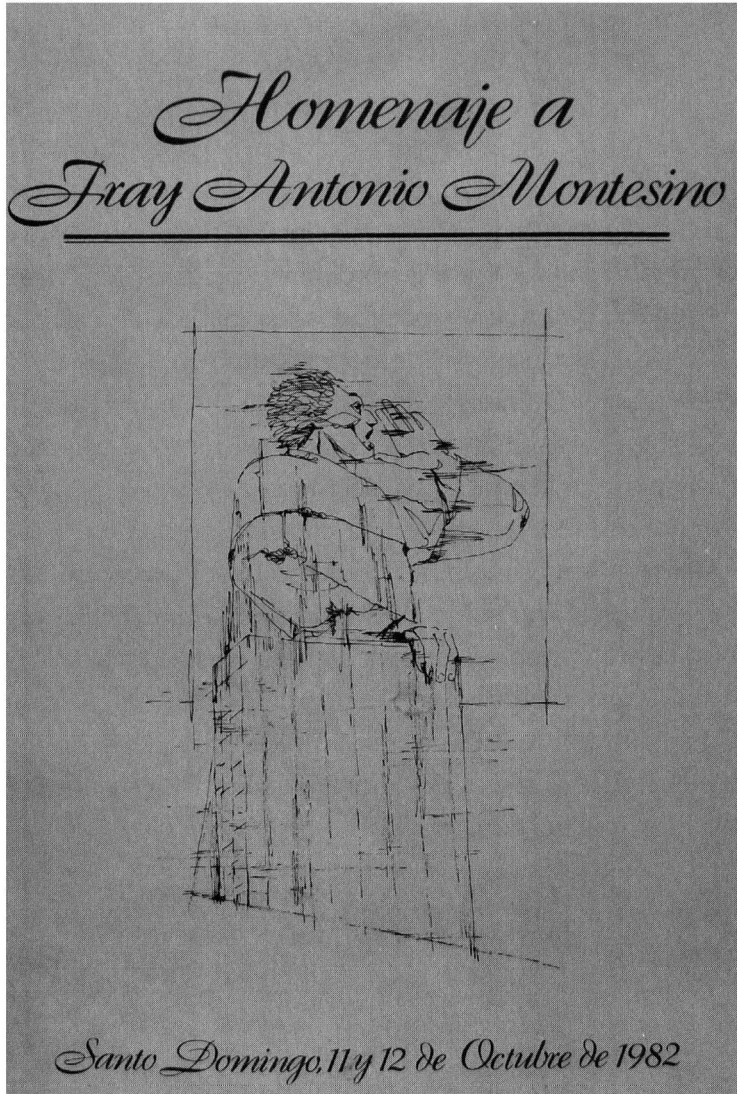 Homenaje a
Fray Antonio Montesino
Santo Domingo, 11 y 12 de Octubre de 1982